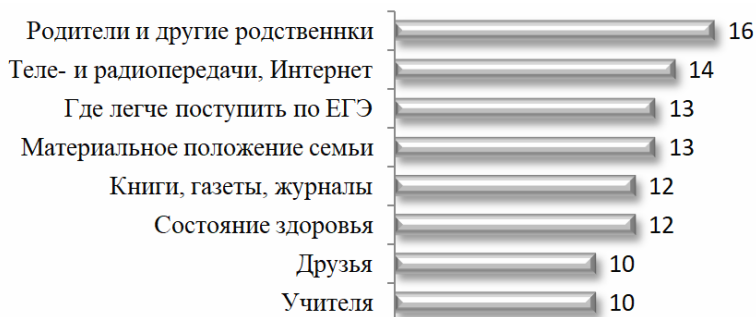 Родители и другие родственнки 16
Теле- и радиопередачи, Интернет 14
Где легче поступить по ЕГЭ 13
Материальное положение семьи 13
Книги, газеты, журналы 12
Состояние здоровья 12
Друзья 10
Учителя 10